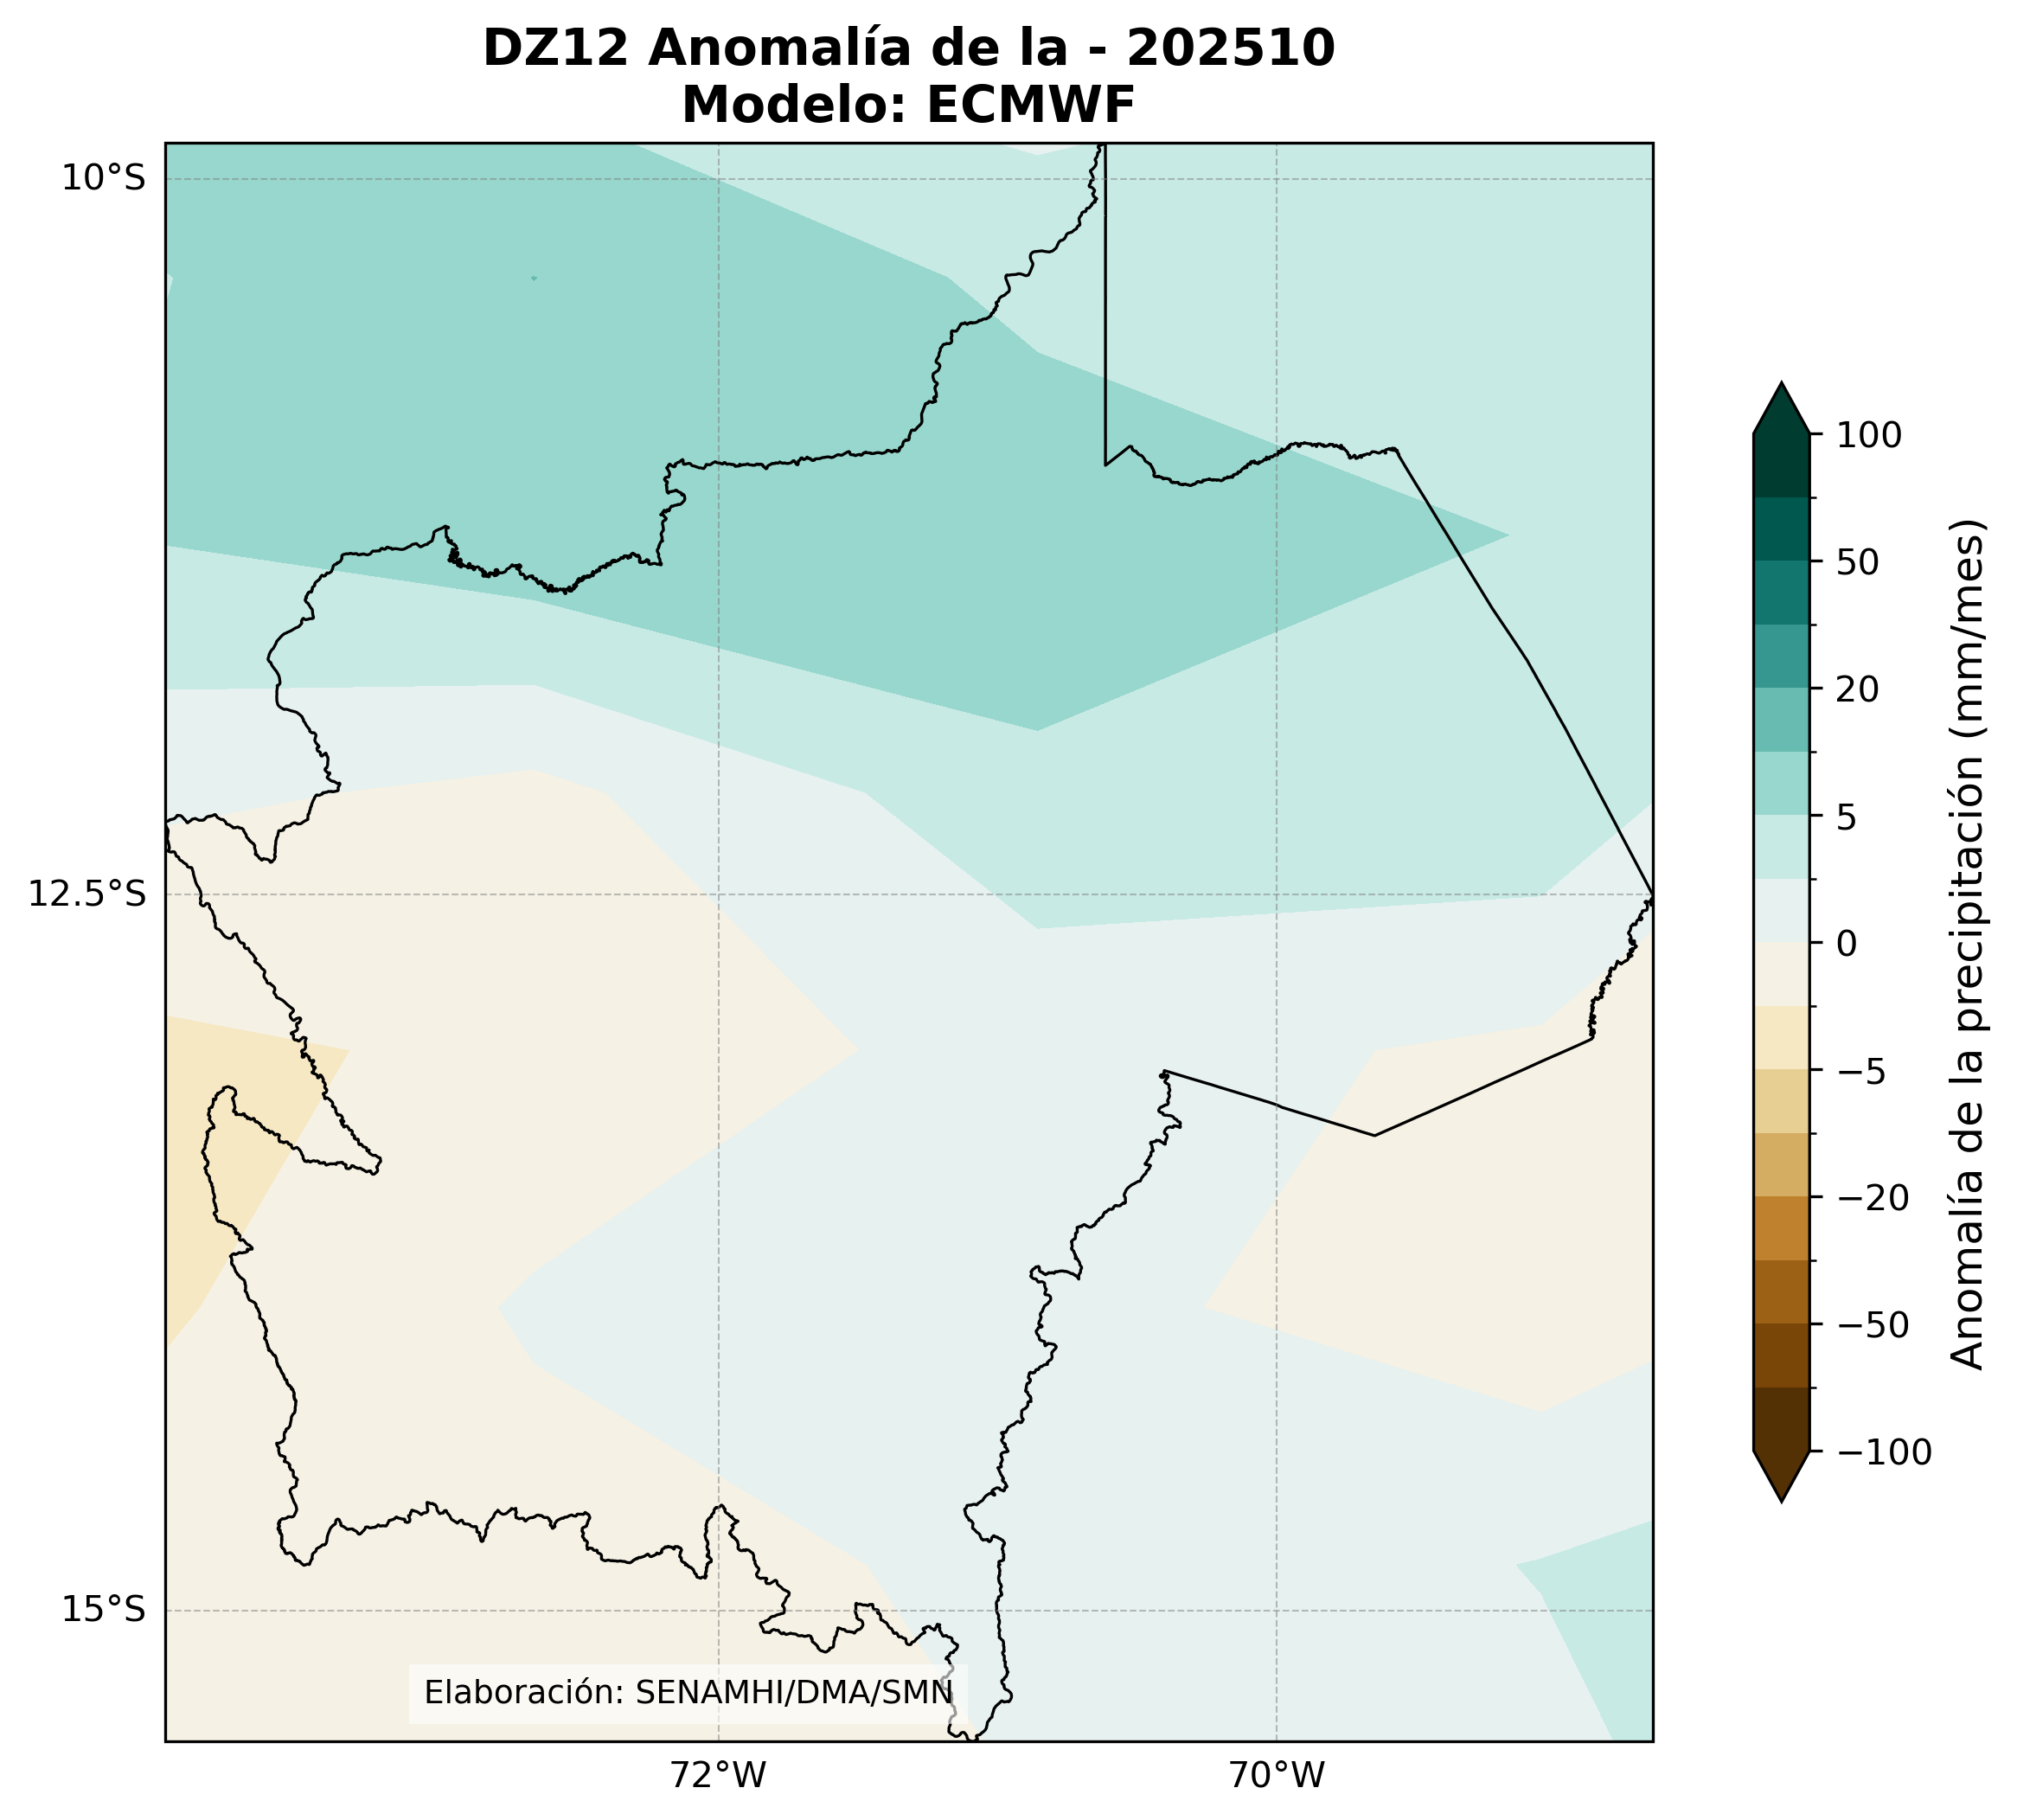 DZ12 Anomalía de la - 202510
Modelo: ECMWF
10°S
12.5°S
15°S
72°W
70°W
Elaboración: SENAMHI/DMA/SMN
100
50
20
5
0
−5
−20
−50
−100
Anomalía de la precipitación (mm/mes)